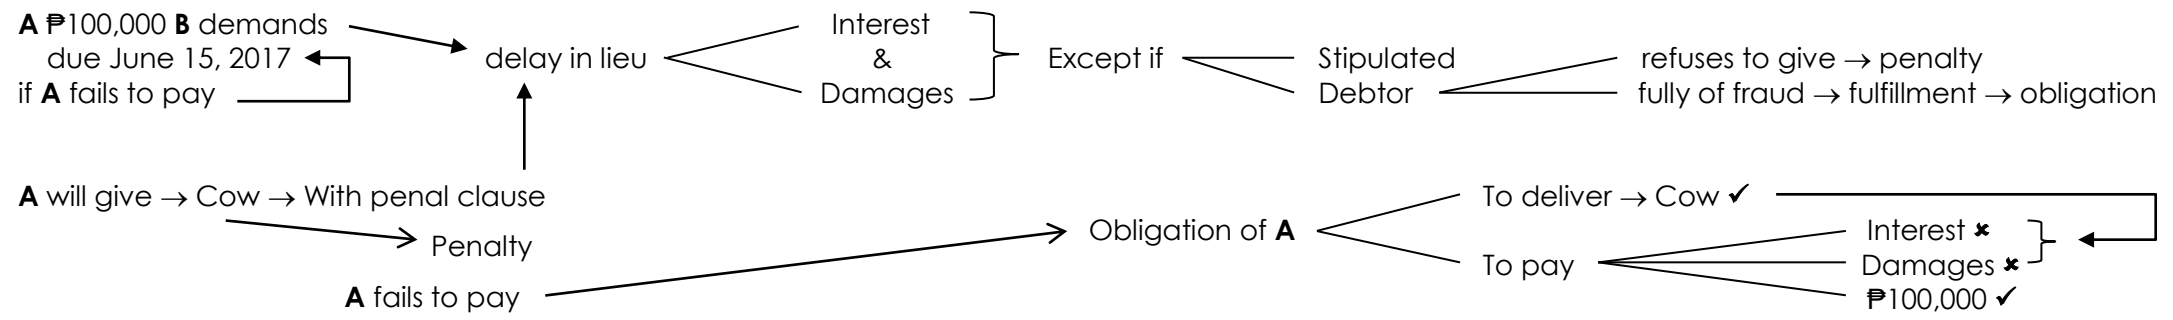 A ₱100,000 B demands
due June 15, 2017
if A fails to pay
delay in lieu
Interest
&
Damages
Except if
Stipulated
Debtor
refuses to give → penalty
fully of fraud → fulfillment → obligation
A will give → Cow → With penal clause
Penalty
A fails to pay
Obligation of A
To deliver → Cow ✓
To pay
Interest ✖
Damages ✖
₱100,000 ✓